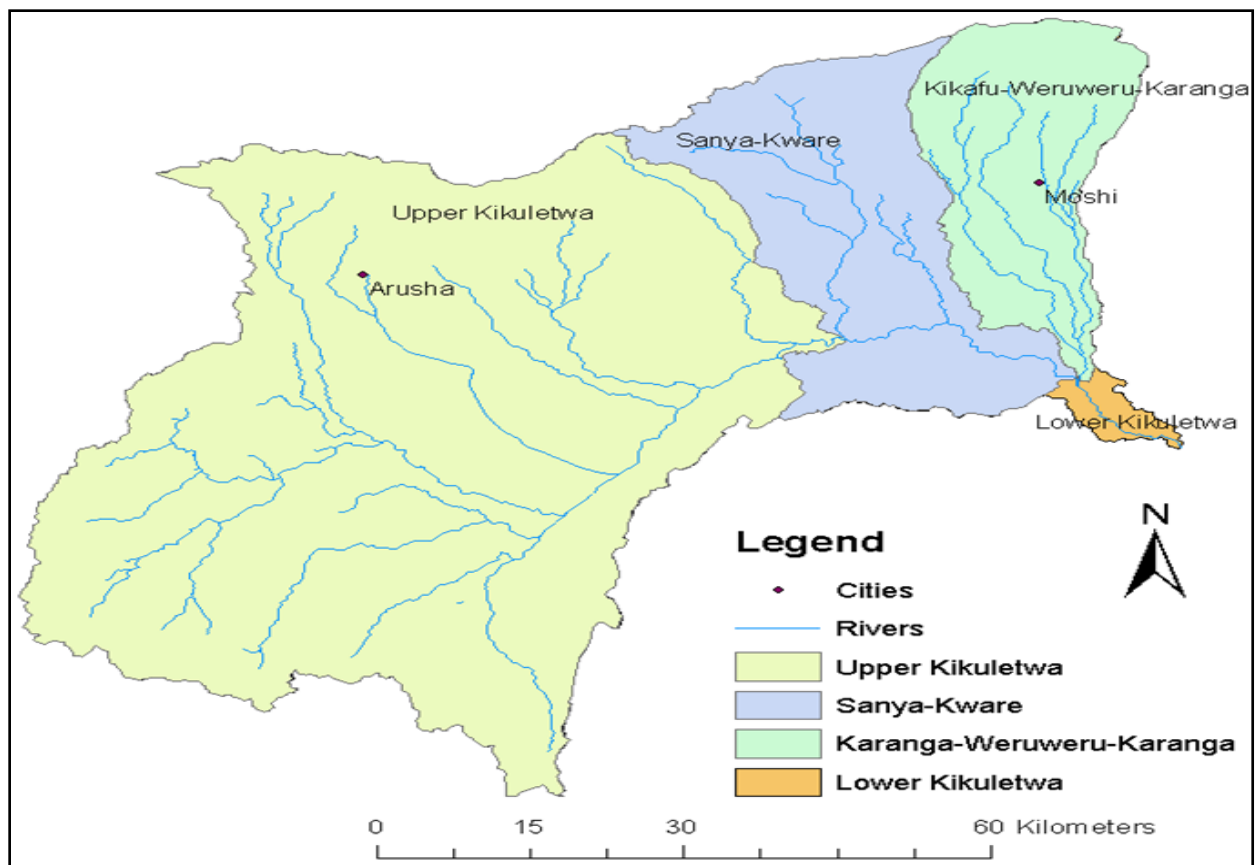 Kikafu-Weruweru-Karanga
Sanya-Kware
Moshi
Upper Kikuletwa
Arusha
Lower Kikuletwa
N
Legend
Cities
Rivers
Upper Kikuletwa
Sanya-Kware
Karanga-Weruweru-Karanga
Lower Kikuletwa
0 15 30 60 Kilometers